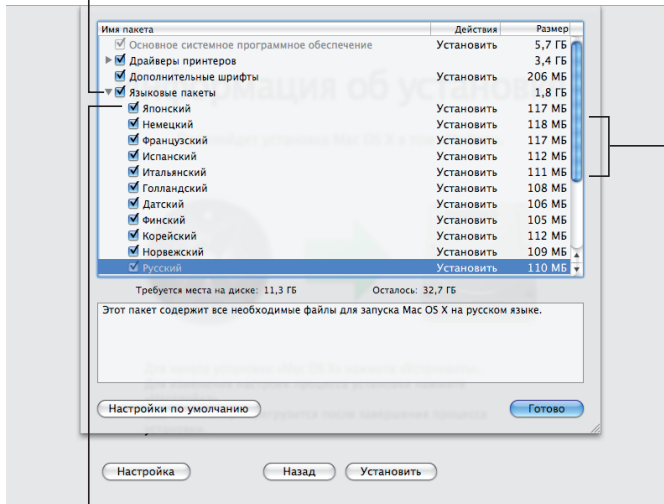 Имя пакета Действия Размер
Основное системное программное обеспечение Установить 5,7 ГБ
Драйверы принтеров 3,4 ГБ
Дополнительные шрифты Установить 206 МБ
Языковые пакеты 1,8 ГБ
Японский Установить 117 МБ
Немецкий Установить 118 МБ
Французский Установить 117 МБ
Испанский Установить 112 МБ
Итальянский Установить 111 МБ
Голландский Установить 108 МБ
Датский Установить 106 МБ
Финский Установить 105 МБ
Корейский Установить 112 МБ
Норвежский Установить 109 МБ
Русский Установить 110 МБ
Требуется места на диске: 11,3 ГБ Осталось: 32,7 ГБ
Этот пакет содержит все необходимые файлы для запуска Mac OS X на русском языке.
Настройки по умолчанию Готово
установки.
Настройка Назад Установить